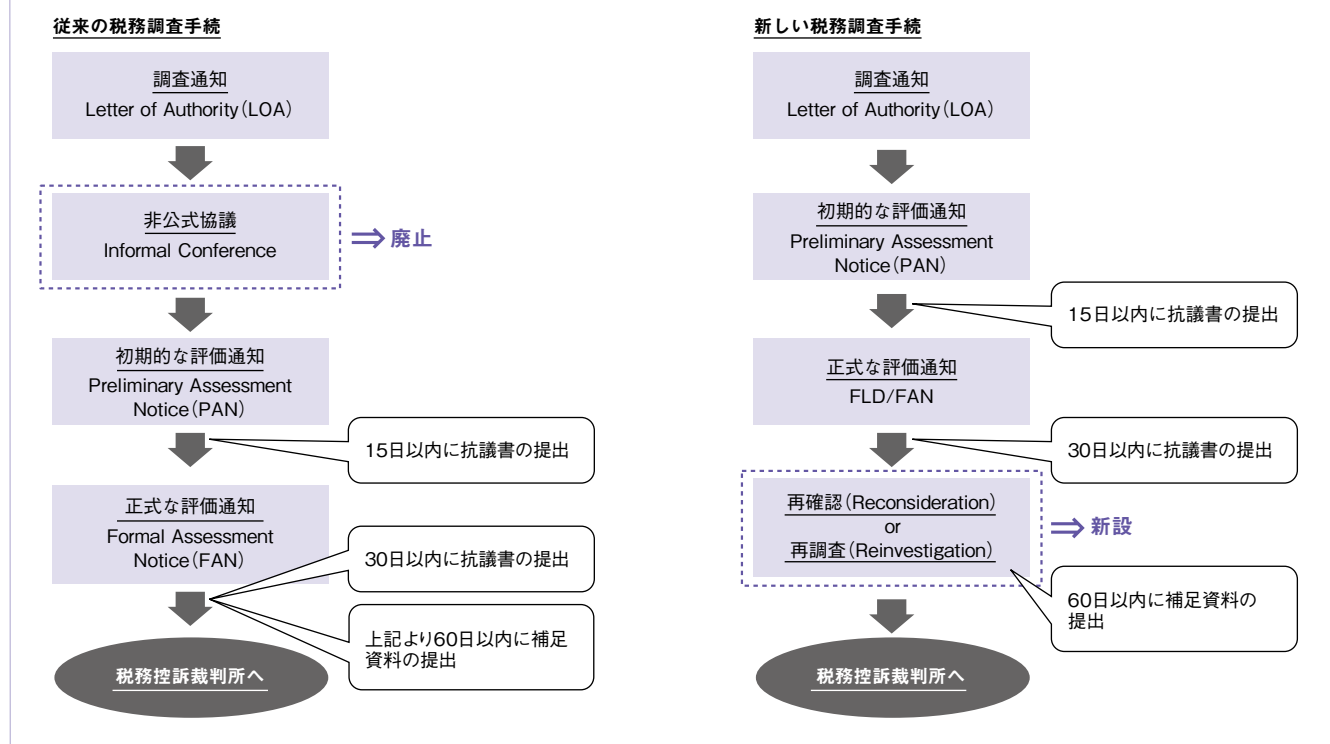 従来の税務調査手続
調査通知
Letter of Authority（LOA）
非公式協議
Informal Conference
廃止
初期的な評価通知
Preliminary Assessment
Notice（PAN）
15日以内に抗議書の提出
正式な評価通知
Formal Assessment
Notice（FAN）
30日以内に抗議書の提出
上記より60日以内に補足
資料の提出
税務控訴裁判所へ
新しい税務調査手続
調査通知
Letter of Authority（LOA）
初期的な評価通知
Preliminary Assessment
Notice（PAN）
15日以内に抗議書の提出
正式な評価通知
FLD/FAN
30日以内に抗議書の提出
再確認（Reconsideration）
or
再調査（Reinvestigation）
新設
60日以内に補足資料の
提出
税務控訴裁判所へ